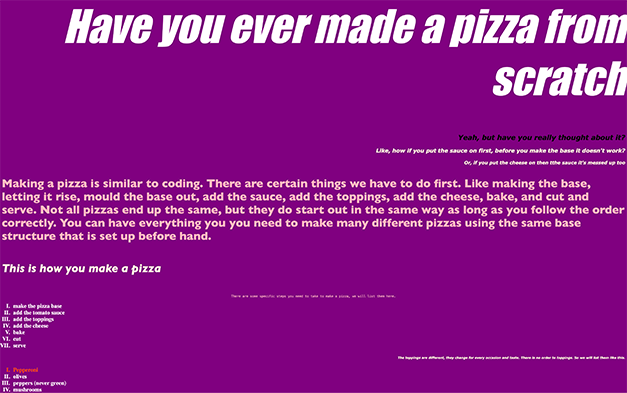 Have you ever made a pizza from
scratch
Yeah, but have you really thought about it?
Like, how if you put the sauce on first, before you make the base it doesn't work?
Or, if you put the cheese on then tthe sauce it's messed up too
Making a pizza is similar to coding. There are certain things we have to do first. Like making the base,
letting it rise, mould the base out, add the sauce, add the toppings, add the cheese, bake, and cut and
serve. Not all pizzas end up the same, but they do start out in the same way as long as you follow the order
correctly. You can have everything you you need to make many different pizzas using the same base
structure that is set up before hand.
This is how you make a pizza
There are some specific steps you need to take to make a pizza, we will list them here.
I. make the pizza base
II. add the tomato sauce
III. add the toppings
IV. add the cheese
V. bake
VI. cut
VII. serve
The toppings are different, they change for every occasion and taste. There is no order to toppings. So we will list them like this.
I. Pepperoni
II. olives
III. peppers (never green)
IV. mushrooms